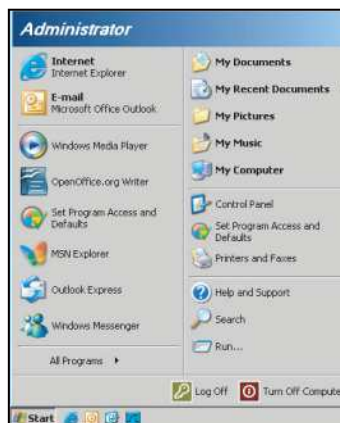 Administrator
Internet
Internet Explorer
E-mail
Microsoft Office Outlook
Windows Media Player
OpenOffice.org Writer
Set Program Access and
Defaults
MSN Explorer
Outlook Express
Windows Messenger
All Programs
My Documents
My Recent Documents
My Pictures
My Music
My Computer
Control Panel
Set Program Access and
Defaults
Printers and Faxes
Help and Support
Search
Run...
Log Off
Turn Off Compute
Start